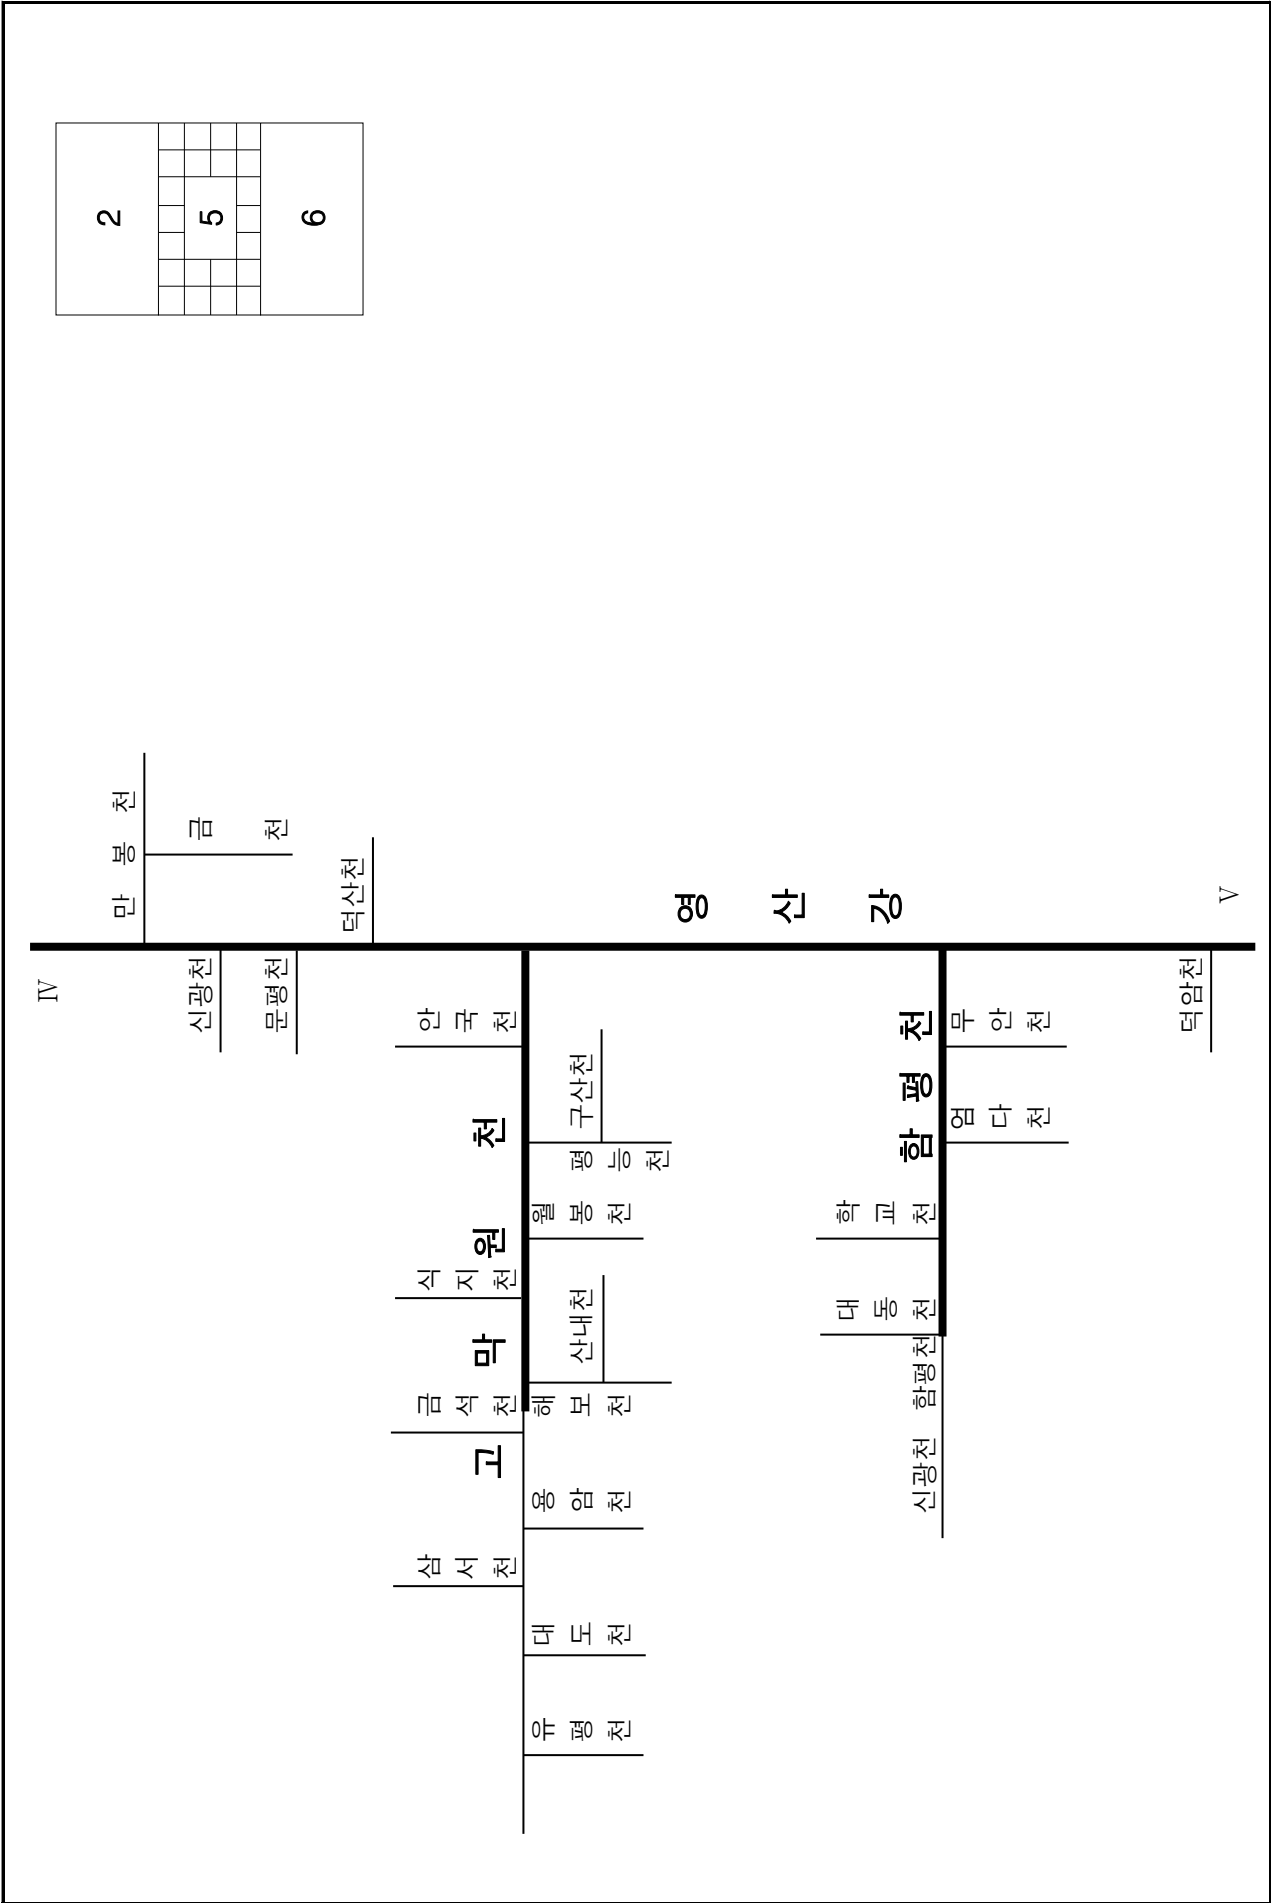 2
5
6
만 봉 천
금 천
덕산천
영 산 강
Ⅳ
Ⅴ
신광천
문평천
안국천
구산천
평능천
월봉천
고 막 원 천
식지천
산내천
금석천
해보천
용암천
삼서천
대도천
유평천
함 평 천
무안천
엄다천
학교천
대동천
함평천
신광천
덕암천